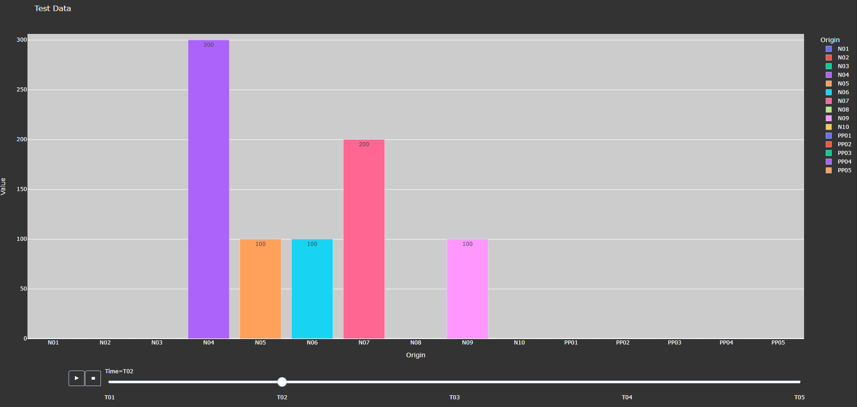 Test Data
300
250
200
150
100
50
0
Value
300
100
100
200
100
N01 N02 N03 N04 N05 N06 N07 N08 N09 N10 PP01 PP02 PP03 PP04 PP05
Origin
Origin
N01
N02
N03
N04
N05
N06
N07
N08
N09
N10
PP01
PP02
PP03
PP04
PP05
Time=T02
T01 T02 T03 T04 T05